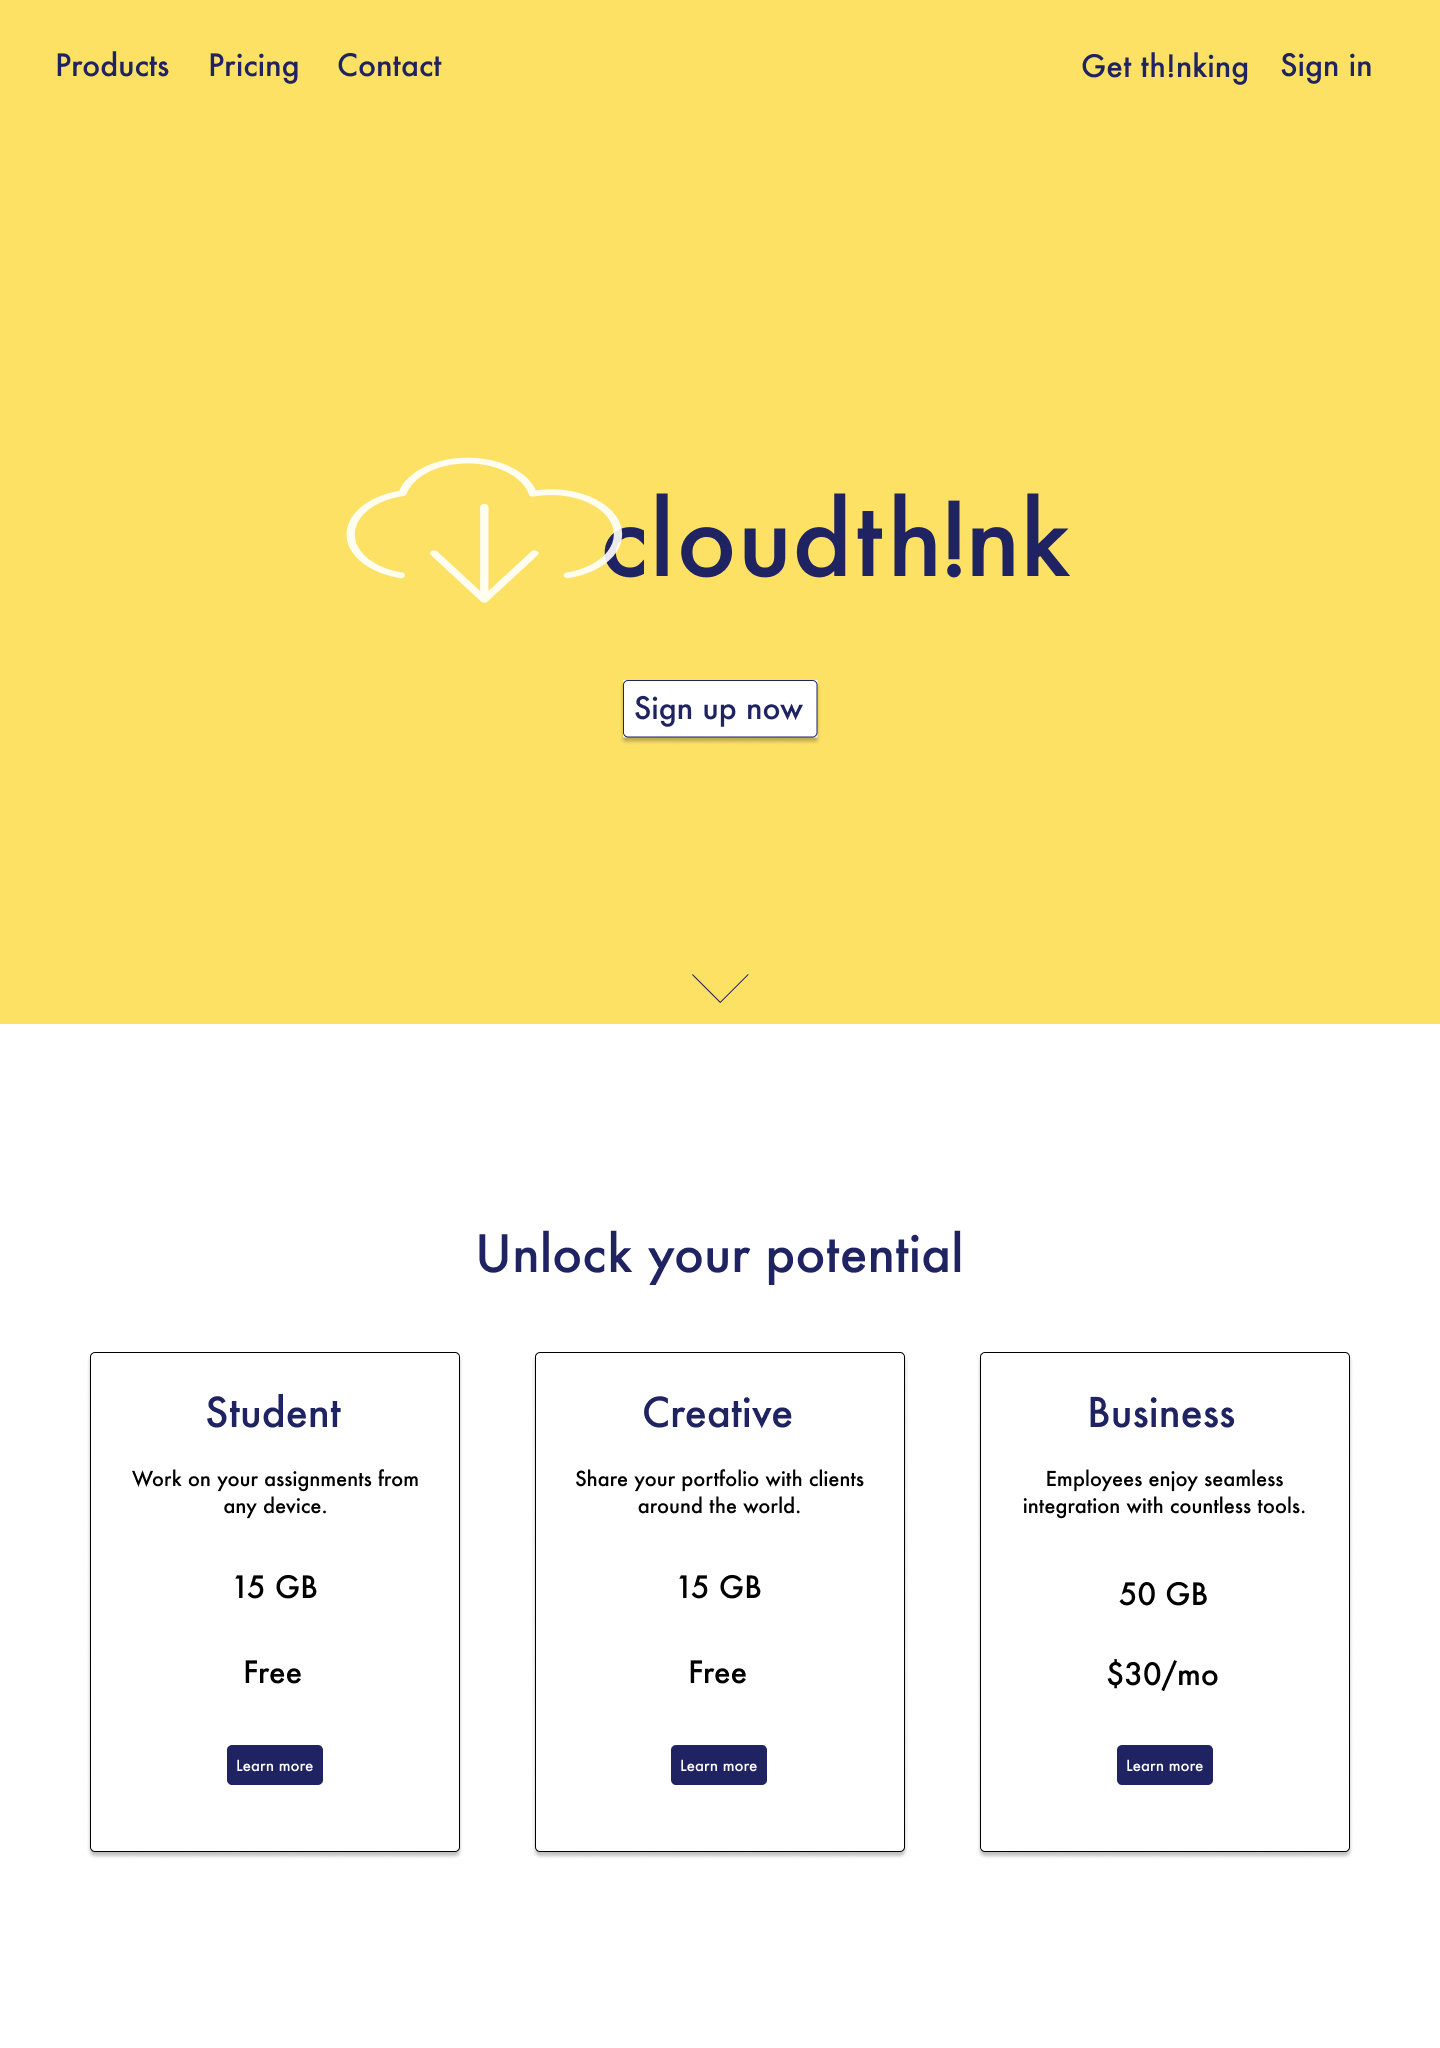 Products Pricing Contact Get th!nking Sign in
cloudth!nk
Sign up now
Unlock your potential
Student
Work on your assignments from
any device.
15 GB
Free
Learn more
Creative
Share your portfolio with clients
around the world.
15 GB
Free
Learn more
Business
Employees enjoy seamless
integration with countless tools.
50 GB
$30/mo
Learn more